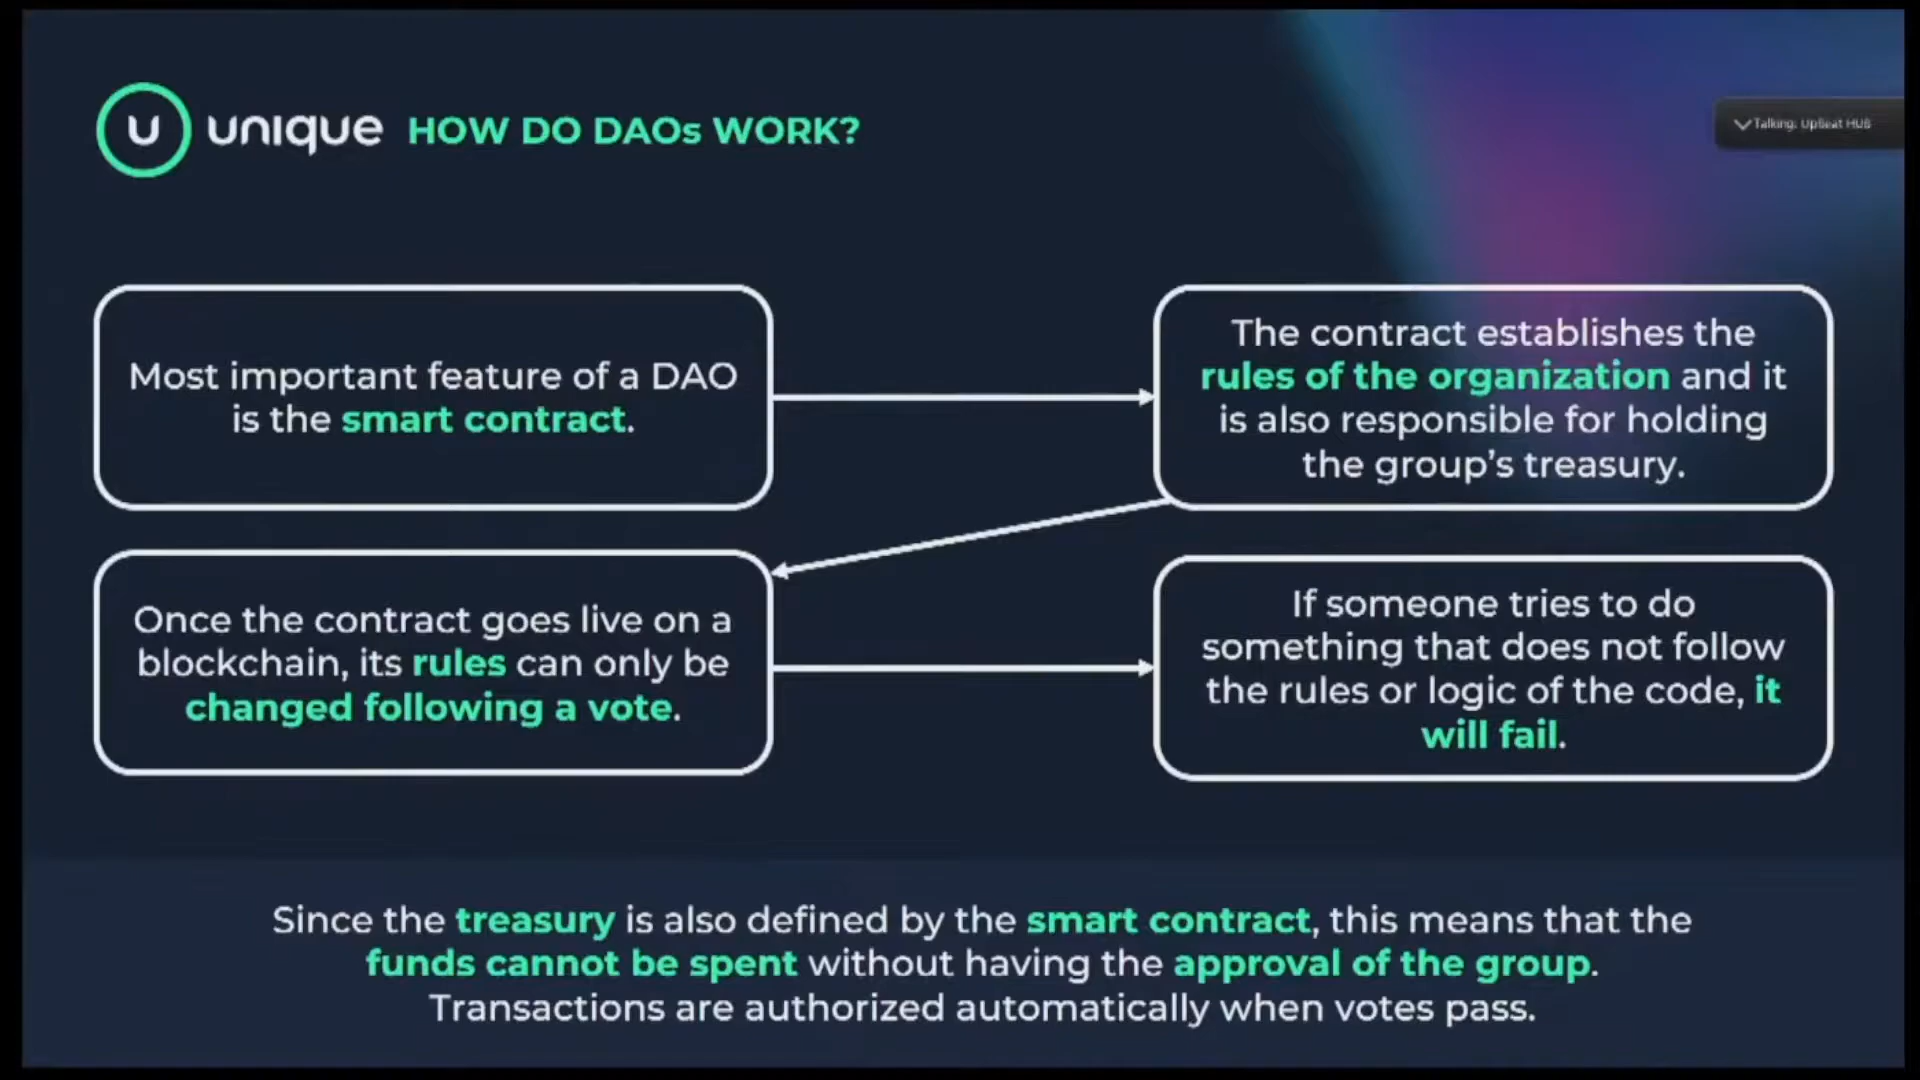 U unique HOW DO DAOs WORK?
Talking: UpBeat HUB
Most important feature of a DAO
is the smart contract.
The contract establishes the
rules of the organization and it
is also responsible for holding
the group's treasury.
Once the contract goes live on a
blockchain, its rules can only be
changed following a vote.
If someone tries to do
something that does not follow
the rules or logic of the code, it
will fail.
Since the treasury is also defined by the smart contract, this means that the
funds cannot be spent without having the approval of the group.
Transactions are authorized automatically when votes pass.